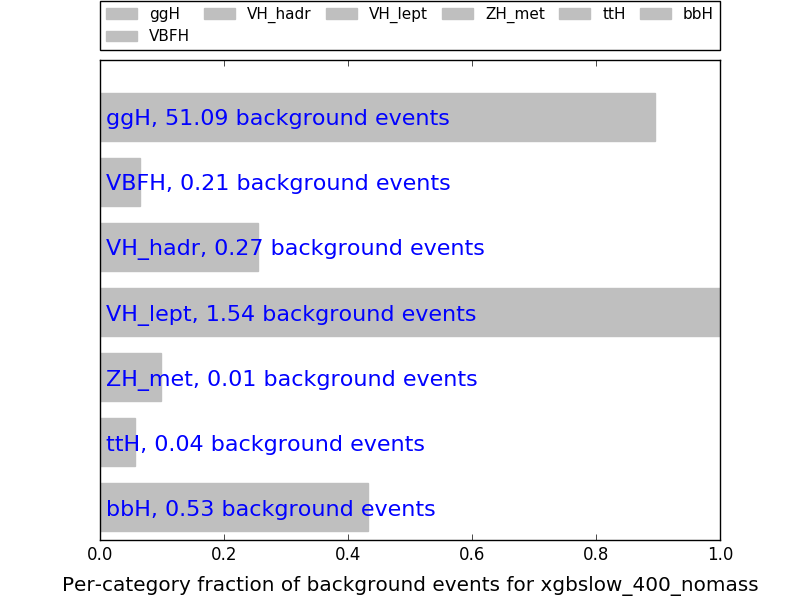 ggH VH_hadr VH_lept ZH_met ttH bbH
VBFH
ggH, 51.09 background events
VBFH, 0.21 background events
VH_hadr, 0.27 background events
VH_lept, 1.54 background events
ZH_met, 0.01 background events
ttH, 0.04 background events
bbH, 0.53 background events
0.0 0.2 0.4 0.6 0.8 1.0
Per-category fraction of background events for xgbslow_400_nomass